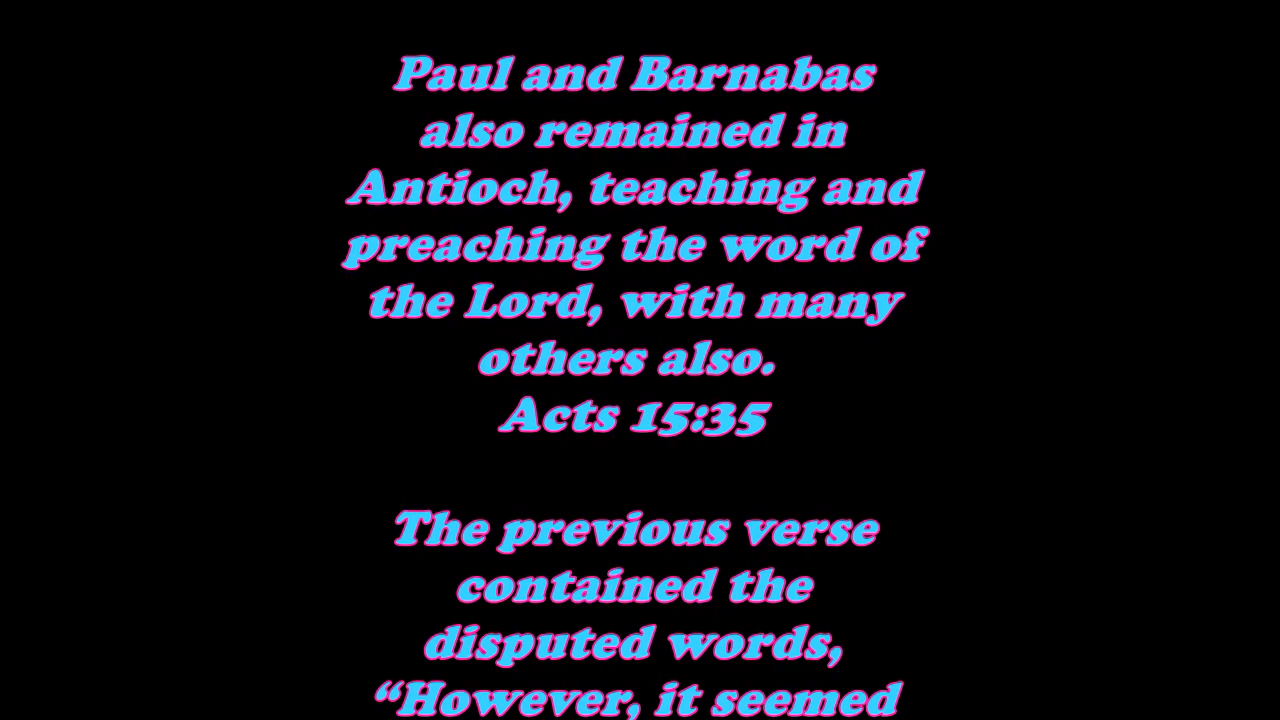 Paul and Barnabas
also remained in
Antioch, teaching and
preaching the word of
the Lord, with many
others also.
Acts 15:35
The previous verse
contained the
disputed words,
“However, it seemed